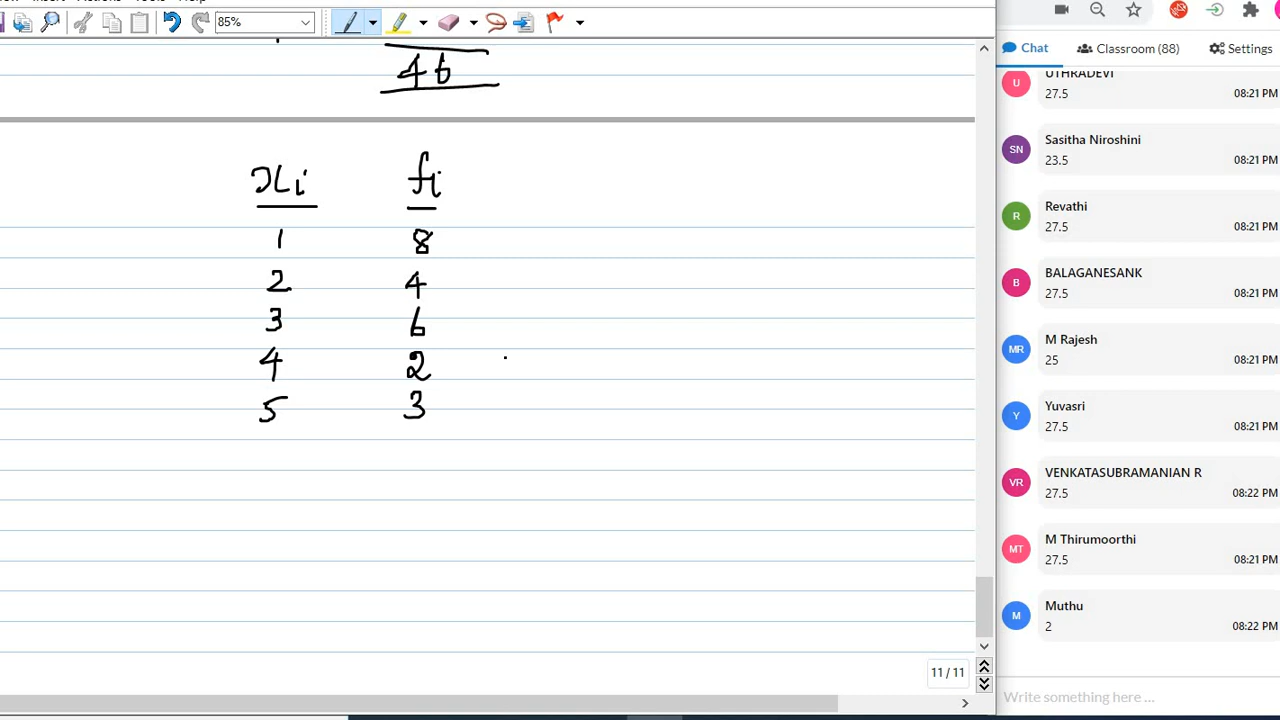 Insert Actions Tools Help
85%
Chat Classroom (88) Settings
46
xi fi
1 8
2 4
3 6
4 2
5 3
11 / 11
U UTHRADEVI
27.5 08:21 PM
SN Sasitha Niroshini
23.5 08:21 PM
R Revathi
27.5 08:21 PM
B BALAGANESANK
27.5 08:21 PM
MR M Rajesh
25 08:21 PM
Y Yuvasri
27.5 08:21 PM
VR VENKATASUBRAMANIAN R
27.5 08:22 PM
MT M Thirumoorthi
27.5 08:21 PM
M Muthu
2 08:22 PM
Write something here ...